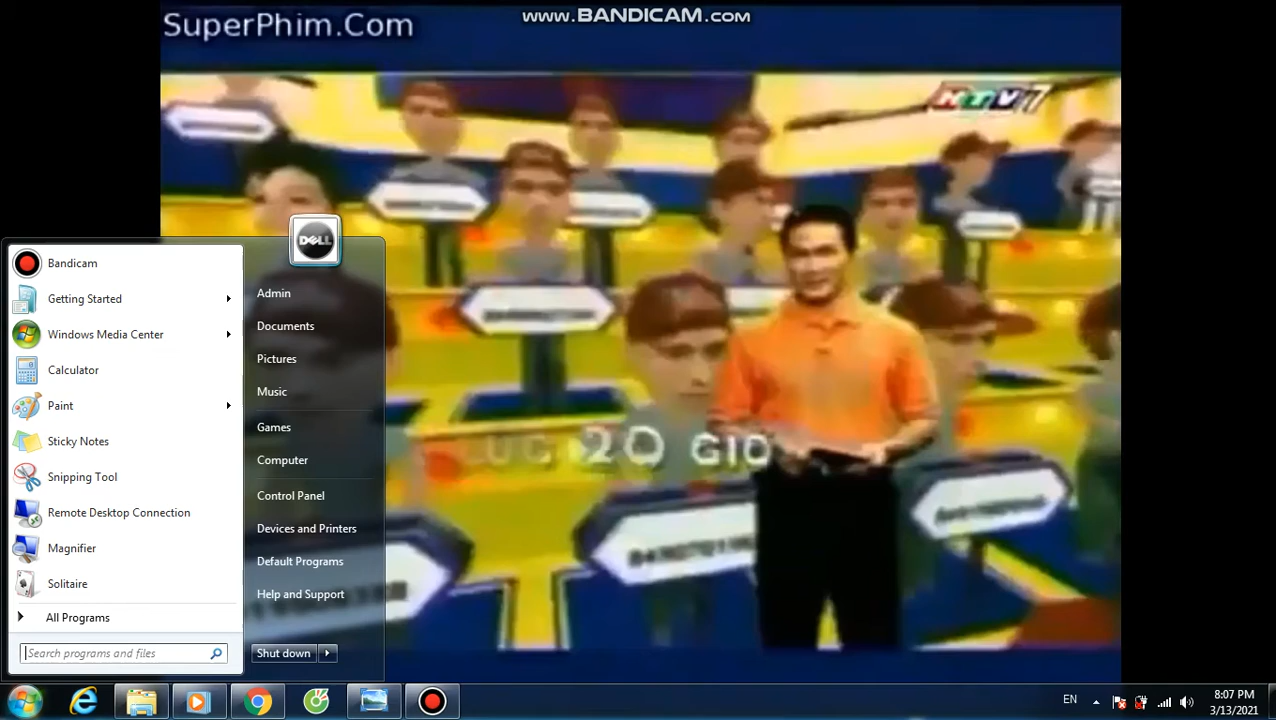 SuperPhim.Com
www.BANDICAM.com
HTV7
LUC 20 GIO
DELL
Bandicam
Getting Started
Windows Media Center
Calculator
Paint
Sticky Notes
Snipping Tool
Remote Desktop Connection
Magnifier
Solitaire
All Programs
Search programs and files
Admin
Documents
Pictures
Music
Games
Computer
Control Panel
Devices and Printers
Default Programs
Help and Support
Shut down
EN
8:07 PM
3/13/2021